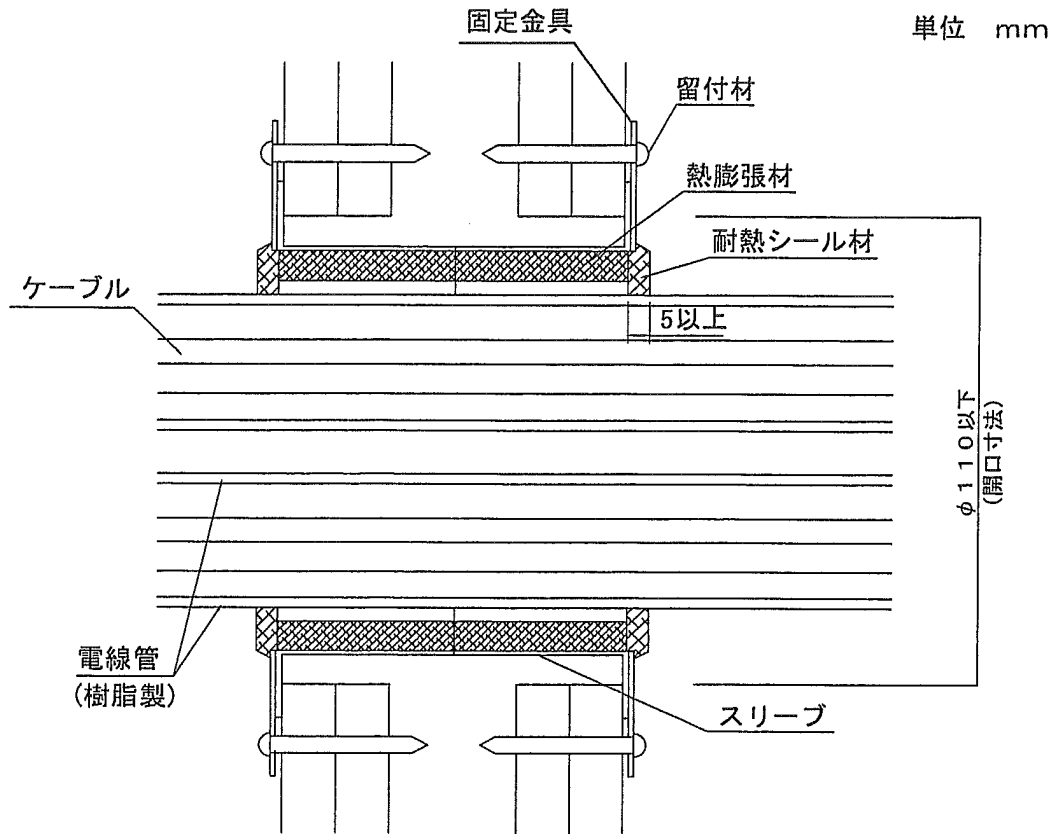 固定金具
単位　mm
留付材
熱膨張材
耐熱シール材
ケーブル
5以上
φ110以下
(開口寸法)
電線管
(樹脂製)
スリーブ